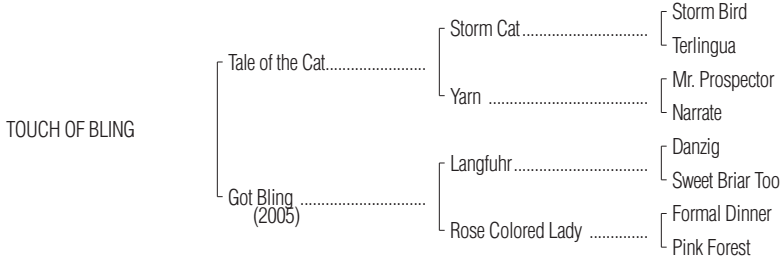 Storm Bird
Storm Cat..............................
Terlingua
Tale of the Cat........................
Mr. Prospector
Yarn ......................................
Narrate
TOUCH OF BLING
Danzig
Langfuhr................................
Sweet Briar Too
Got Bling ..............................
(2005)
Formal Dinner
Rose Colored Lady ..............
Pink Forest